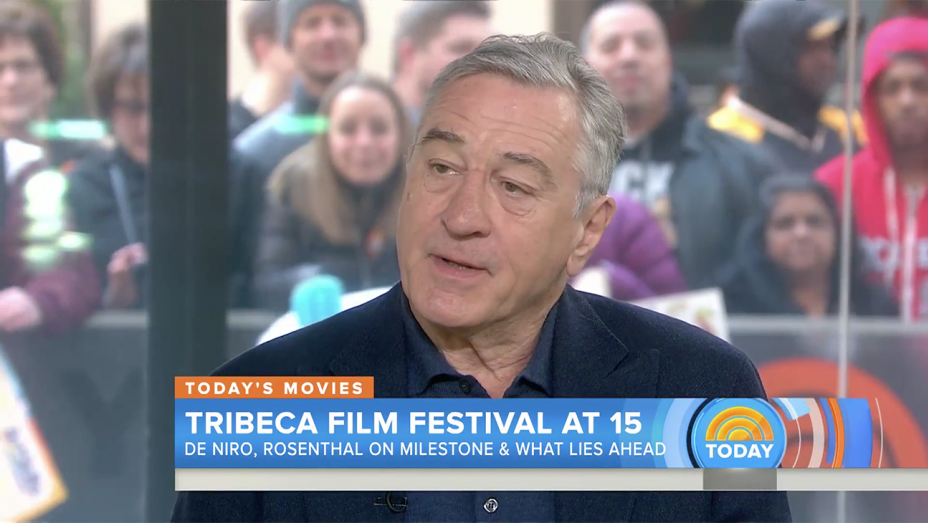 TODAY'S MOVIES
TRIBECA FILM FESTIVAL AT 15
DE NIRO, ROSENTHAL ON MILESTONE & WHAT LIES AHEAD
TODAY